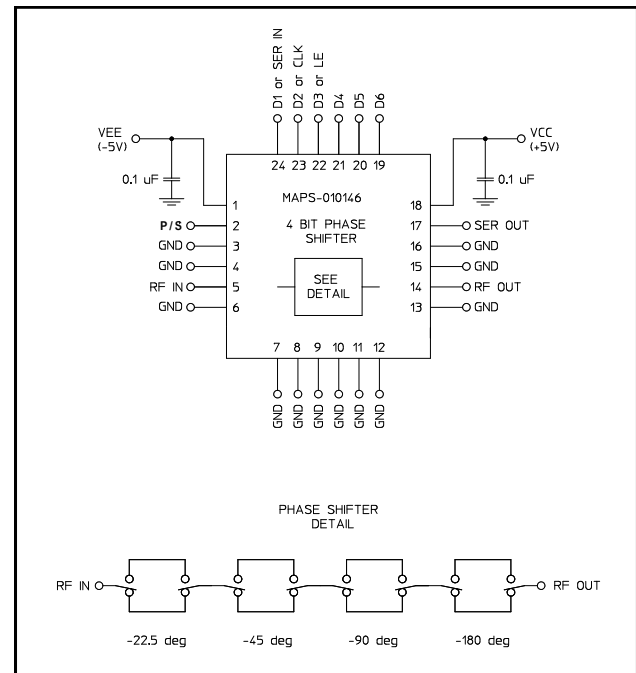 D1 or SER IN
D2 or CLK
D3 or LE
D4
D5
D6
VEE
(-5V)
VCC
(+5V)
24 23 22 21 20 19
0.1 uF
0.1 uF
MAPS-010146
4 BIT PHASE
SHIFTER
SEE
DETAIL
1
P/S 2
GND 3
GND 4
RF IN 5
GND 6
18
17 SER OUT
16 GND
15 GND
14 RF OUT
13 GND
7 8 9 10 11 12
GND GND GND GND GND GND
PHASE SHIFTER
DETAIL
RF IN RF OUT
-22.5 deg -45 deg -90 deg -180 deg